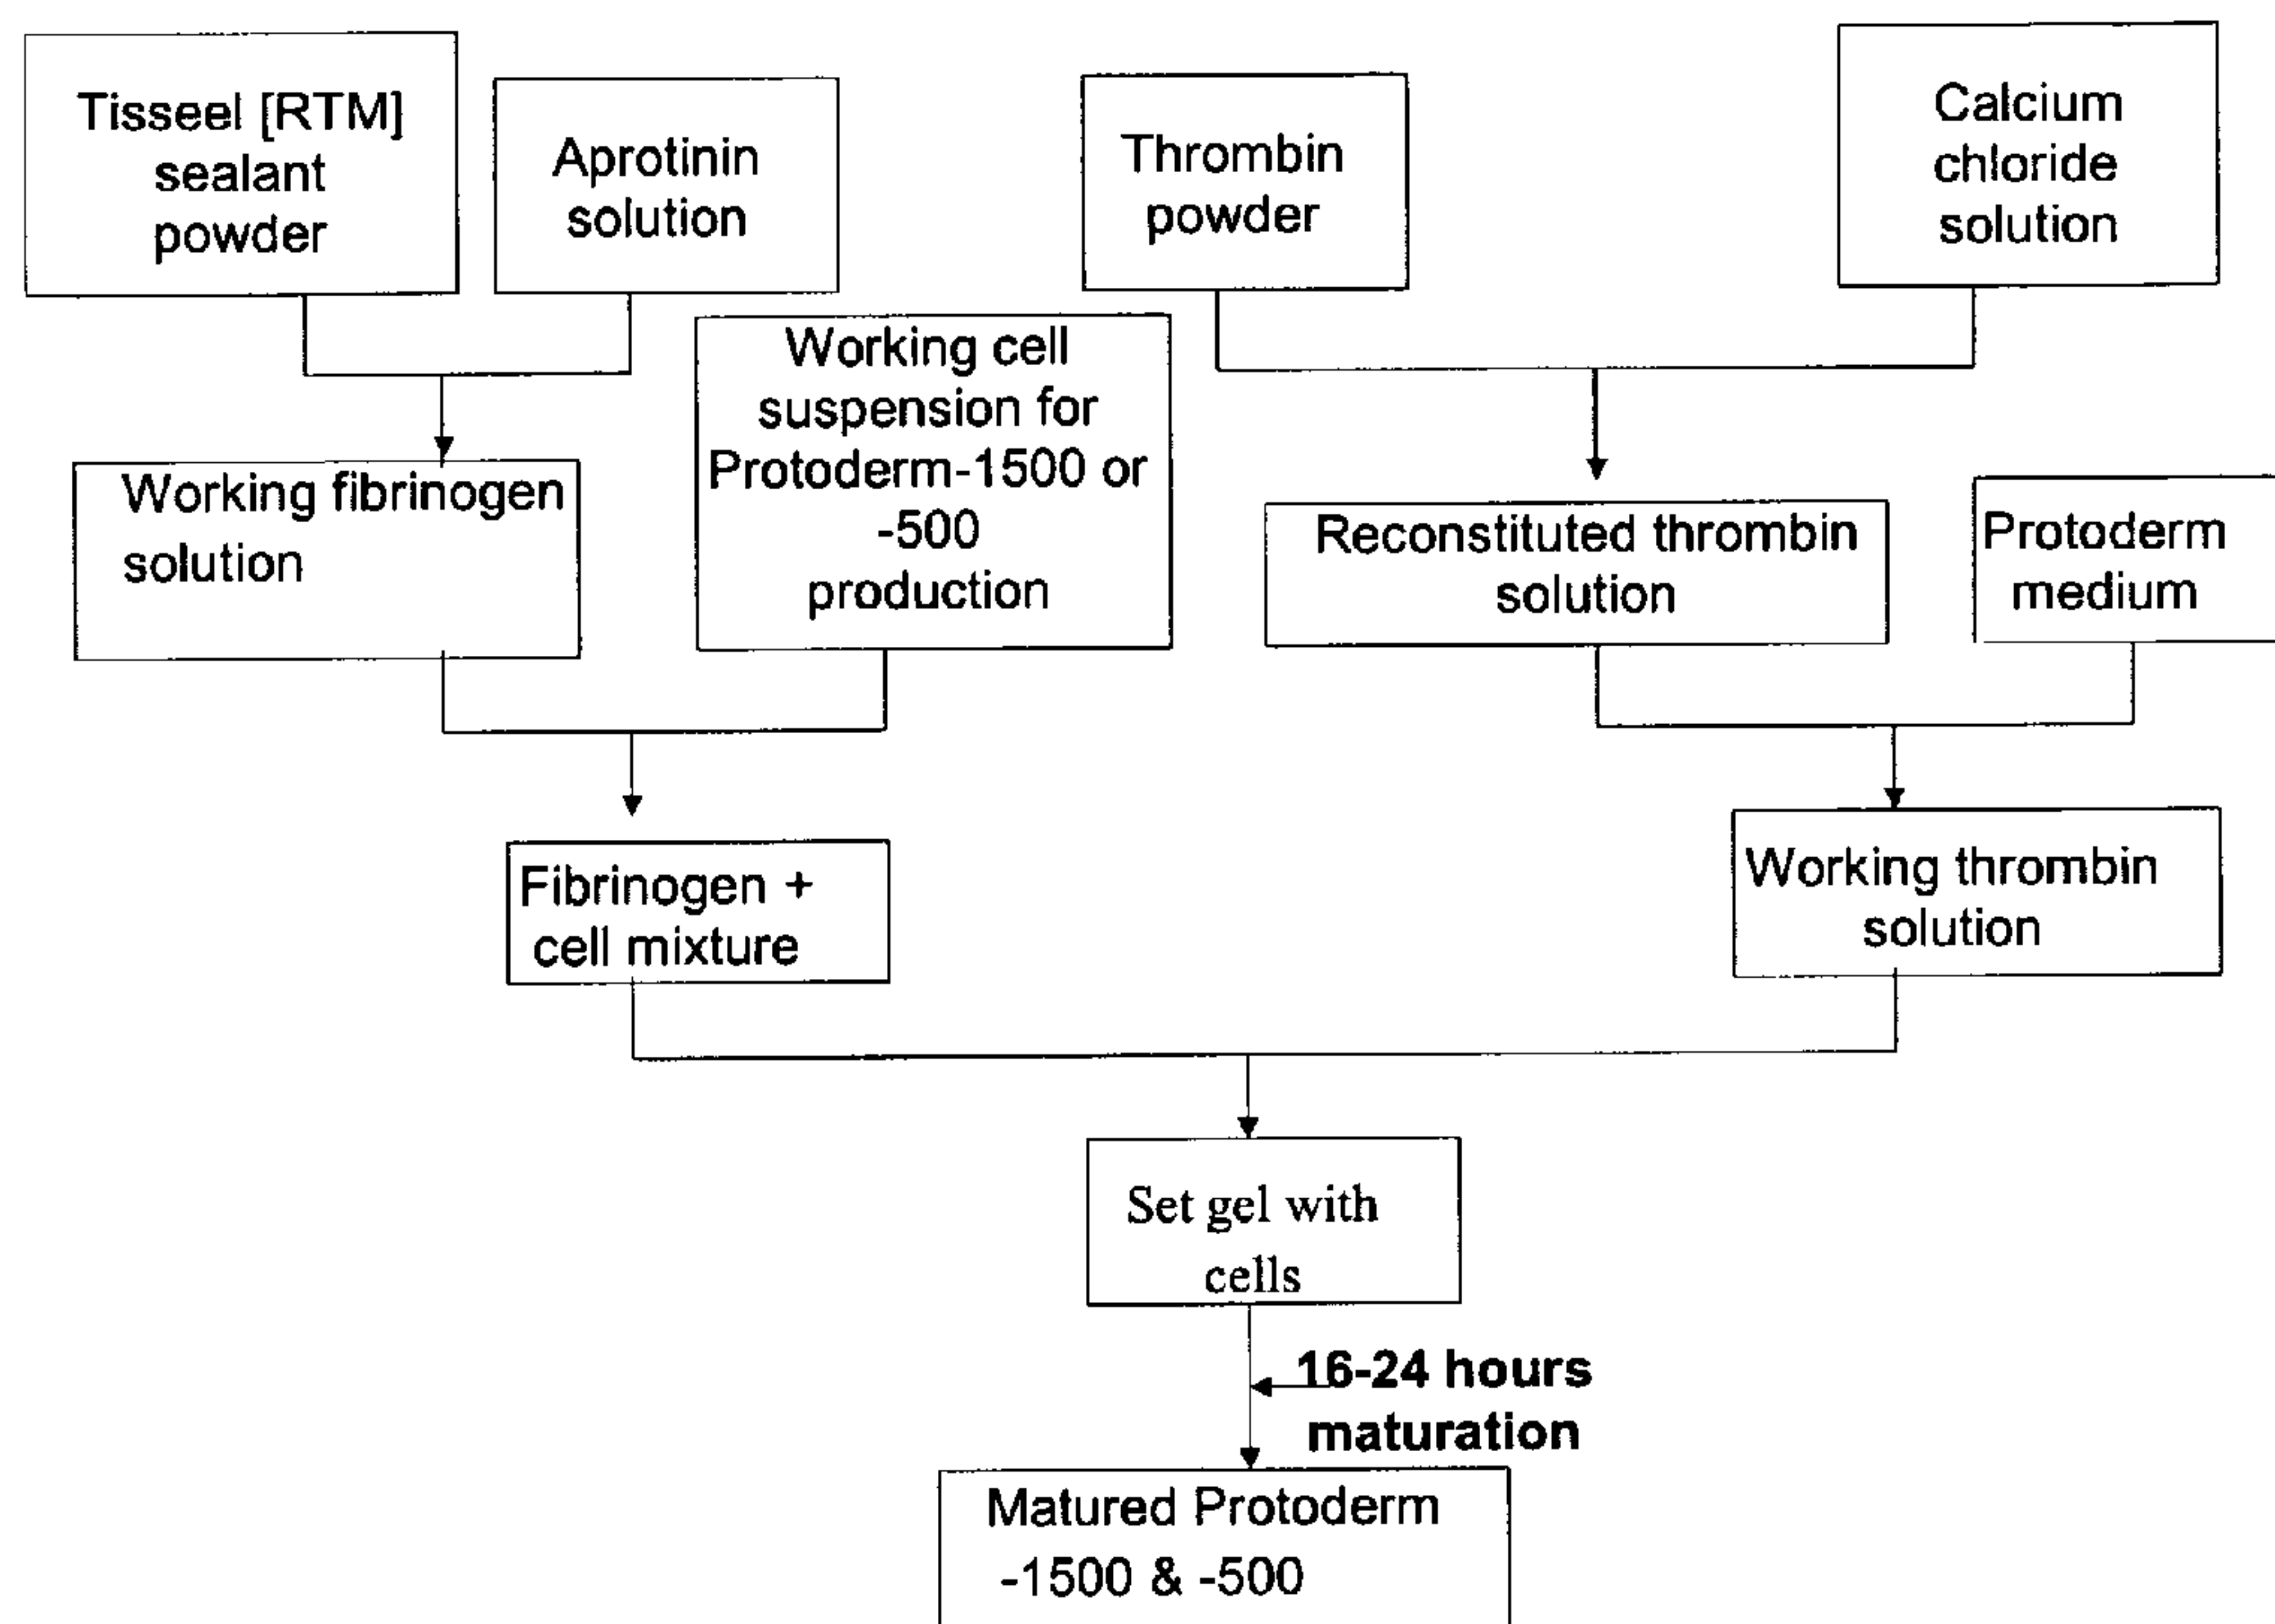 Tisseel [RTM]
sealant
powder
Aprotinin
solution
Thrombin
powder
Calcium
chloride
solution
Working cell
suspension for
Protoderm-1500 or
-500
production
Working fibrinogen
solution
Reconstituted thrombin
solution
Protoderm
medium
Fibrinogen +
cell mixture
Working thrombin
solution
Set gel with
cells
16-24 hours
maturation
Matured Protoderm
-1500 & -500